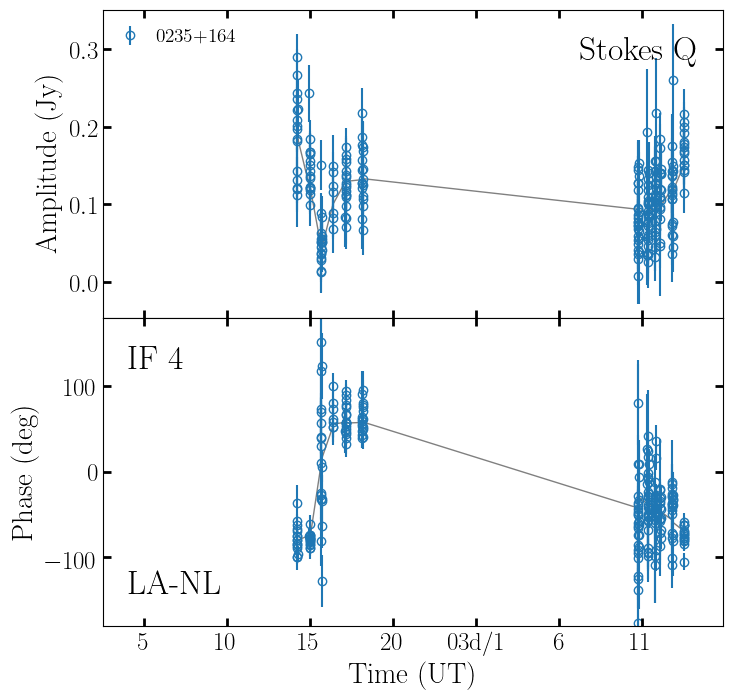 0235+164
Stokes Q
0.3
0.2
0.1
0.0
Amplitude (Jy)
IF 4
100
0
−100
Phase (deg)
LA-NL
5 10 15 20 03d/1 6 11
Time (UT)